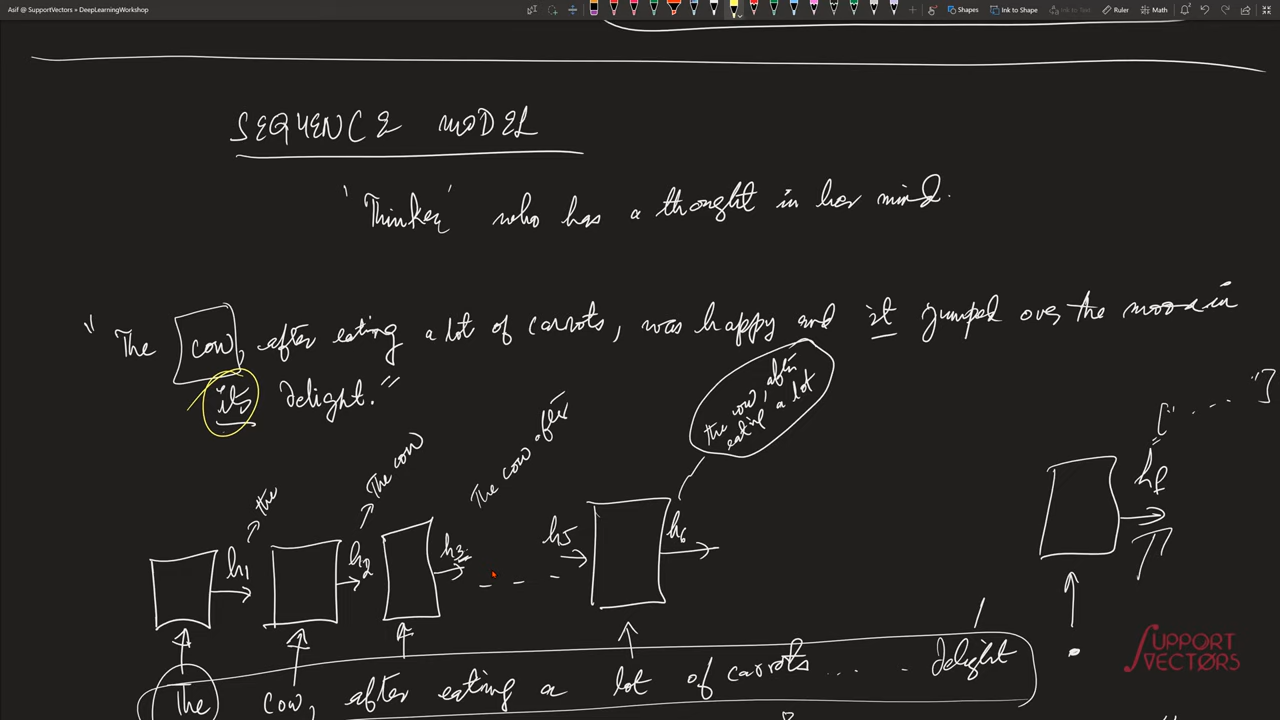 Asif @ SupportVectors » DeepLearningWorkshop
Shapes Ink to Shape Ink to Text Ruler Math
SEQUENCE MODEL
'Thinker' who has a thought in her mind.
"The cow, after eating a lot of carrots, was happy and it jumped over the moon in
its delight."
the cow, after
eating a lot
[" .... "]
the
The cow
The cow after
h1
h2
h3
h5
h6
hf
The cow, after eating a lot of carrots... . delight
SUPPORT
VECTORS